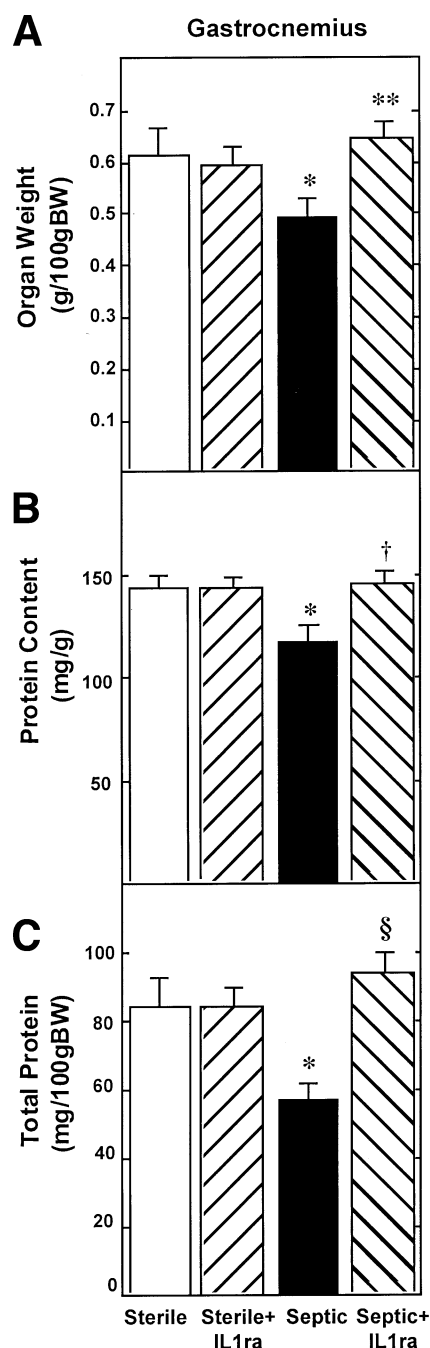 A
Gastrocnemius
Organ Weight
(g/100gBW)
0.7
0.6
0.5
0.4
0.3
0.2
0.1
*
**
B
Protein Content
(mg/g)
150
100
50
*
†
C
Total Protein
(mg/100gBW)
100
80
60
40
20
0
*
§
Sterile Sterile+ Septic Septic+
IL1ra IL1ra